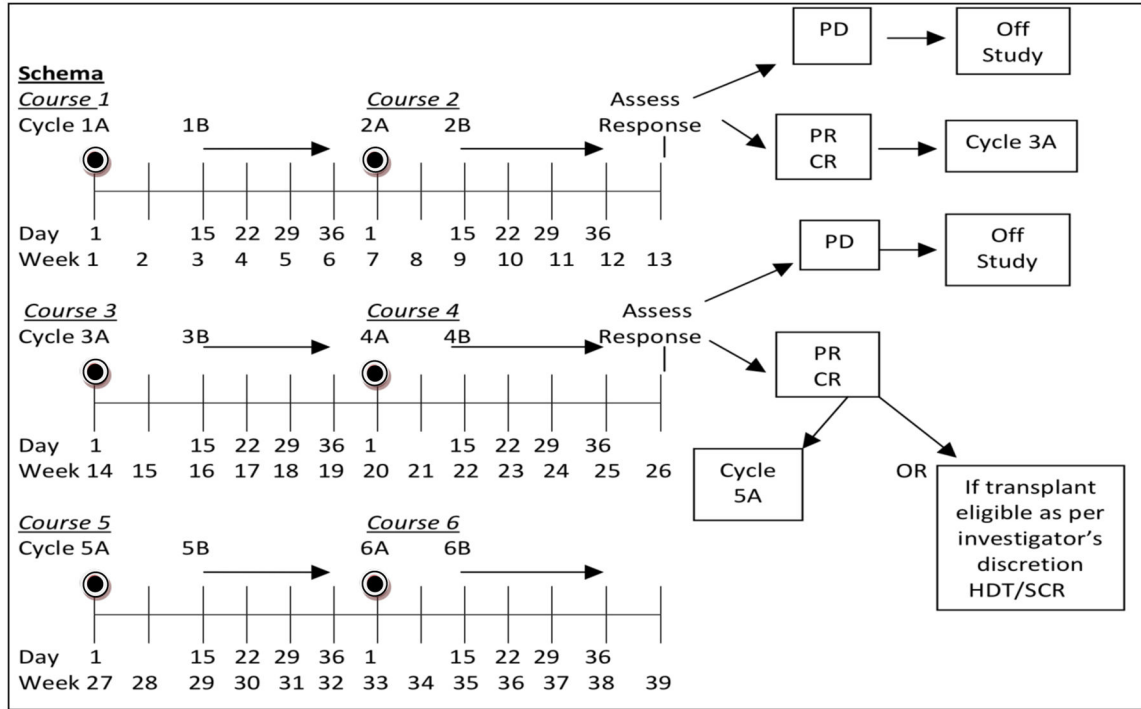 Schema
Course 1 Course 2
Cycle 1A 1B 2A 2B
Assess
Response
Day 1 15 22 29 36 1 15 22 29 36
Week 1 2 3 4 5 6 7 8 9 10 11 12 13
PD
Off
Study
PR
CR
Cycle 3A
Course 3 Course 4
Cycle 3A 3B 4A 4B
Assess
Response
Day 1 15 22 29 36 1 15 22 29 36
Week 14 15 16 17 18 19 20 21 22 23 24 25 26
PD
Off
Study
PR
CR
Cycle
5A
OR
If transplant
eligible as per
investigator’s
discretion
HDT/SCR
Course 5 Course 6
Cycle 5A 5B 6A 6B
Day 1 15 22 29 36 1 15 22 29 36
Week 27 28 29 30 31 32 33 34 35 36 37 38 39